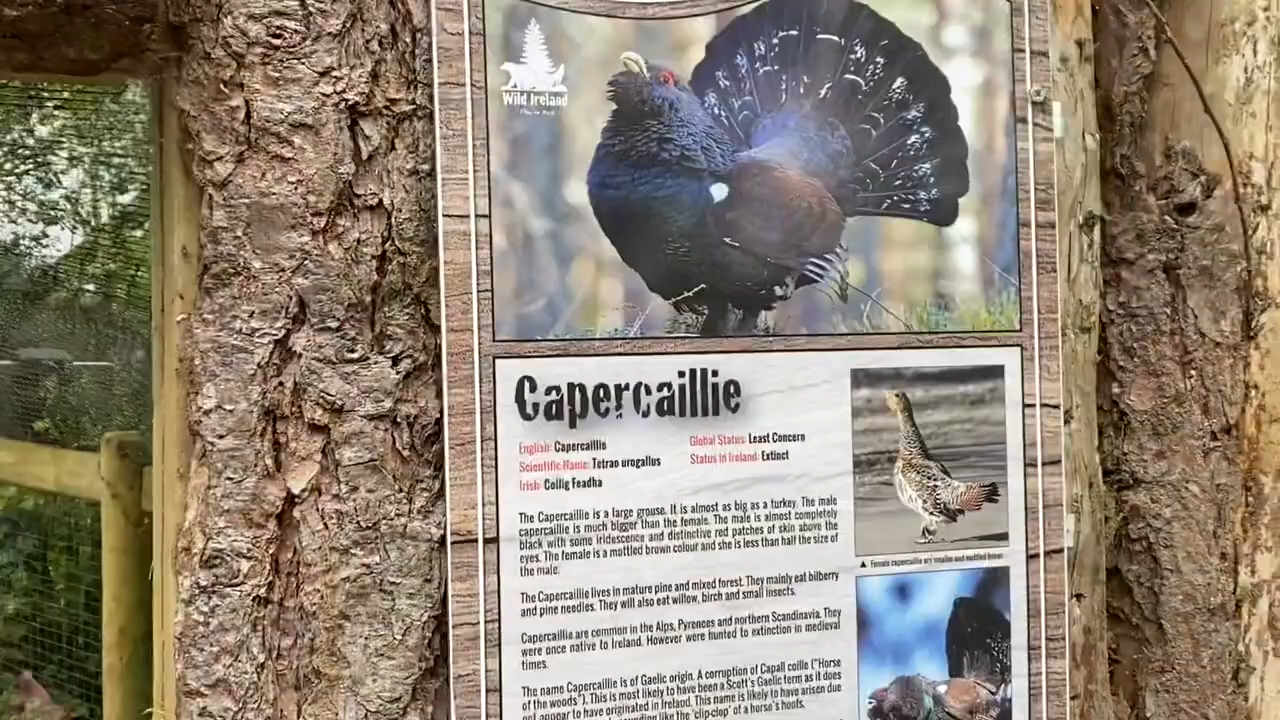 Wild Ireland
Capercaillie
English: Capercaillie
Scientific Name: Tetrao urogallus
Irish: Coilig Feadha
Global Status: Least Concern
Status in Ireland: Extinct
The Capercaillie is a large grouse. It is almost as big as a turkey. The male
capercaillie is much bigger than the female. The male is almost completely
black with some iridescence and distinctive red patches of skin above the
eyes. The female is a mottled brown colour and she is less than half the size of
the male.
The Capercaillie lives in mature pine and mixed forest. They mainly eat bilberry
and pine needles. They will also eat willow, birch and small insects.
Capercaillie are common in the Alps, Pyrences and northern Scandinavia. They
were once native to Ireland. However were hunted to extinction in medieval
times.
The name Capercaillie is of Gaelic origin. A corruption of Capall coille ("Horse
of the woods"). This is most likely to have been a Scott's Gaelic term as it does
not appear to have originated in Ireland. This name is likely to have arisen due
sounding like the 'clip-clop' of a horse's hoofs.
▲ Female capercaillie are smaller and mottled brown